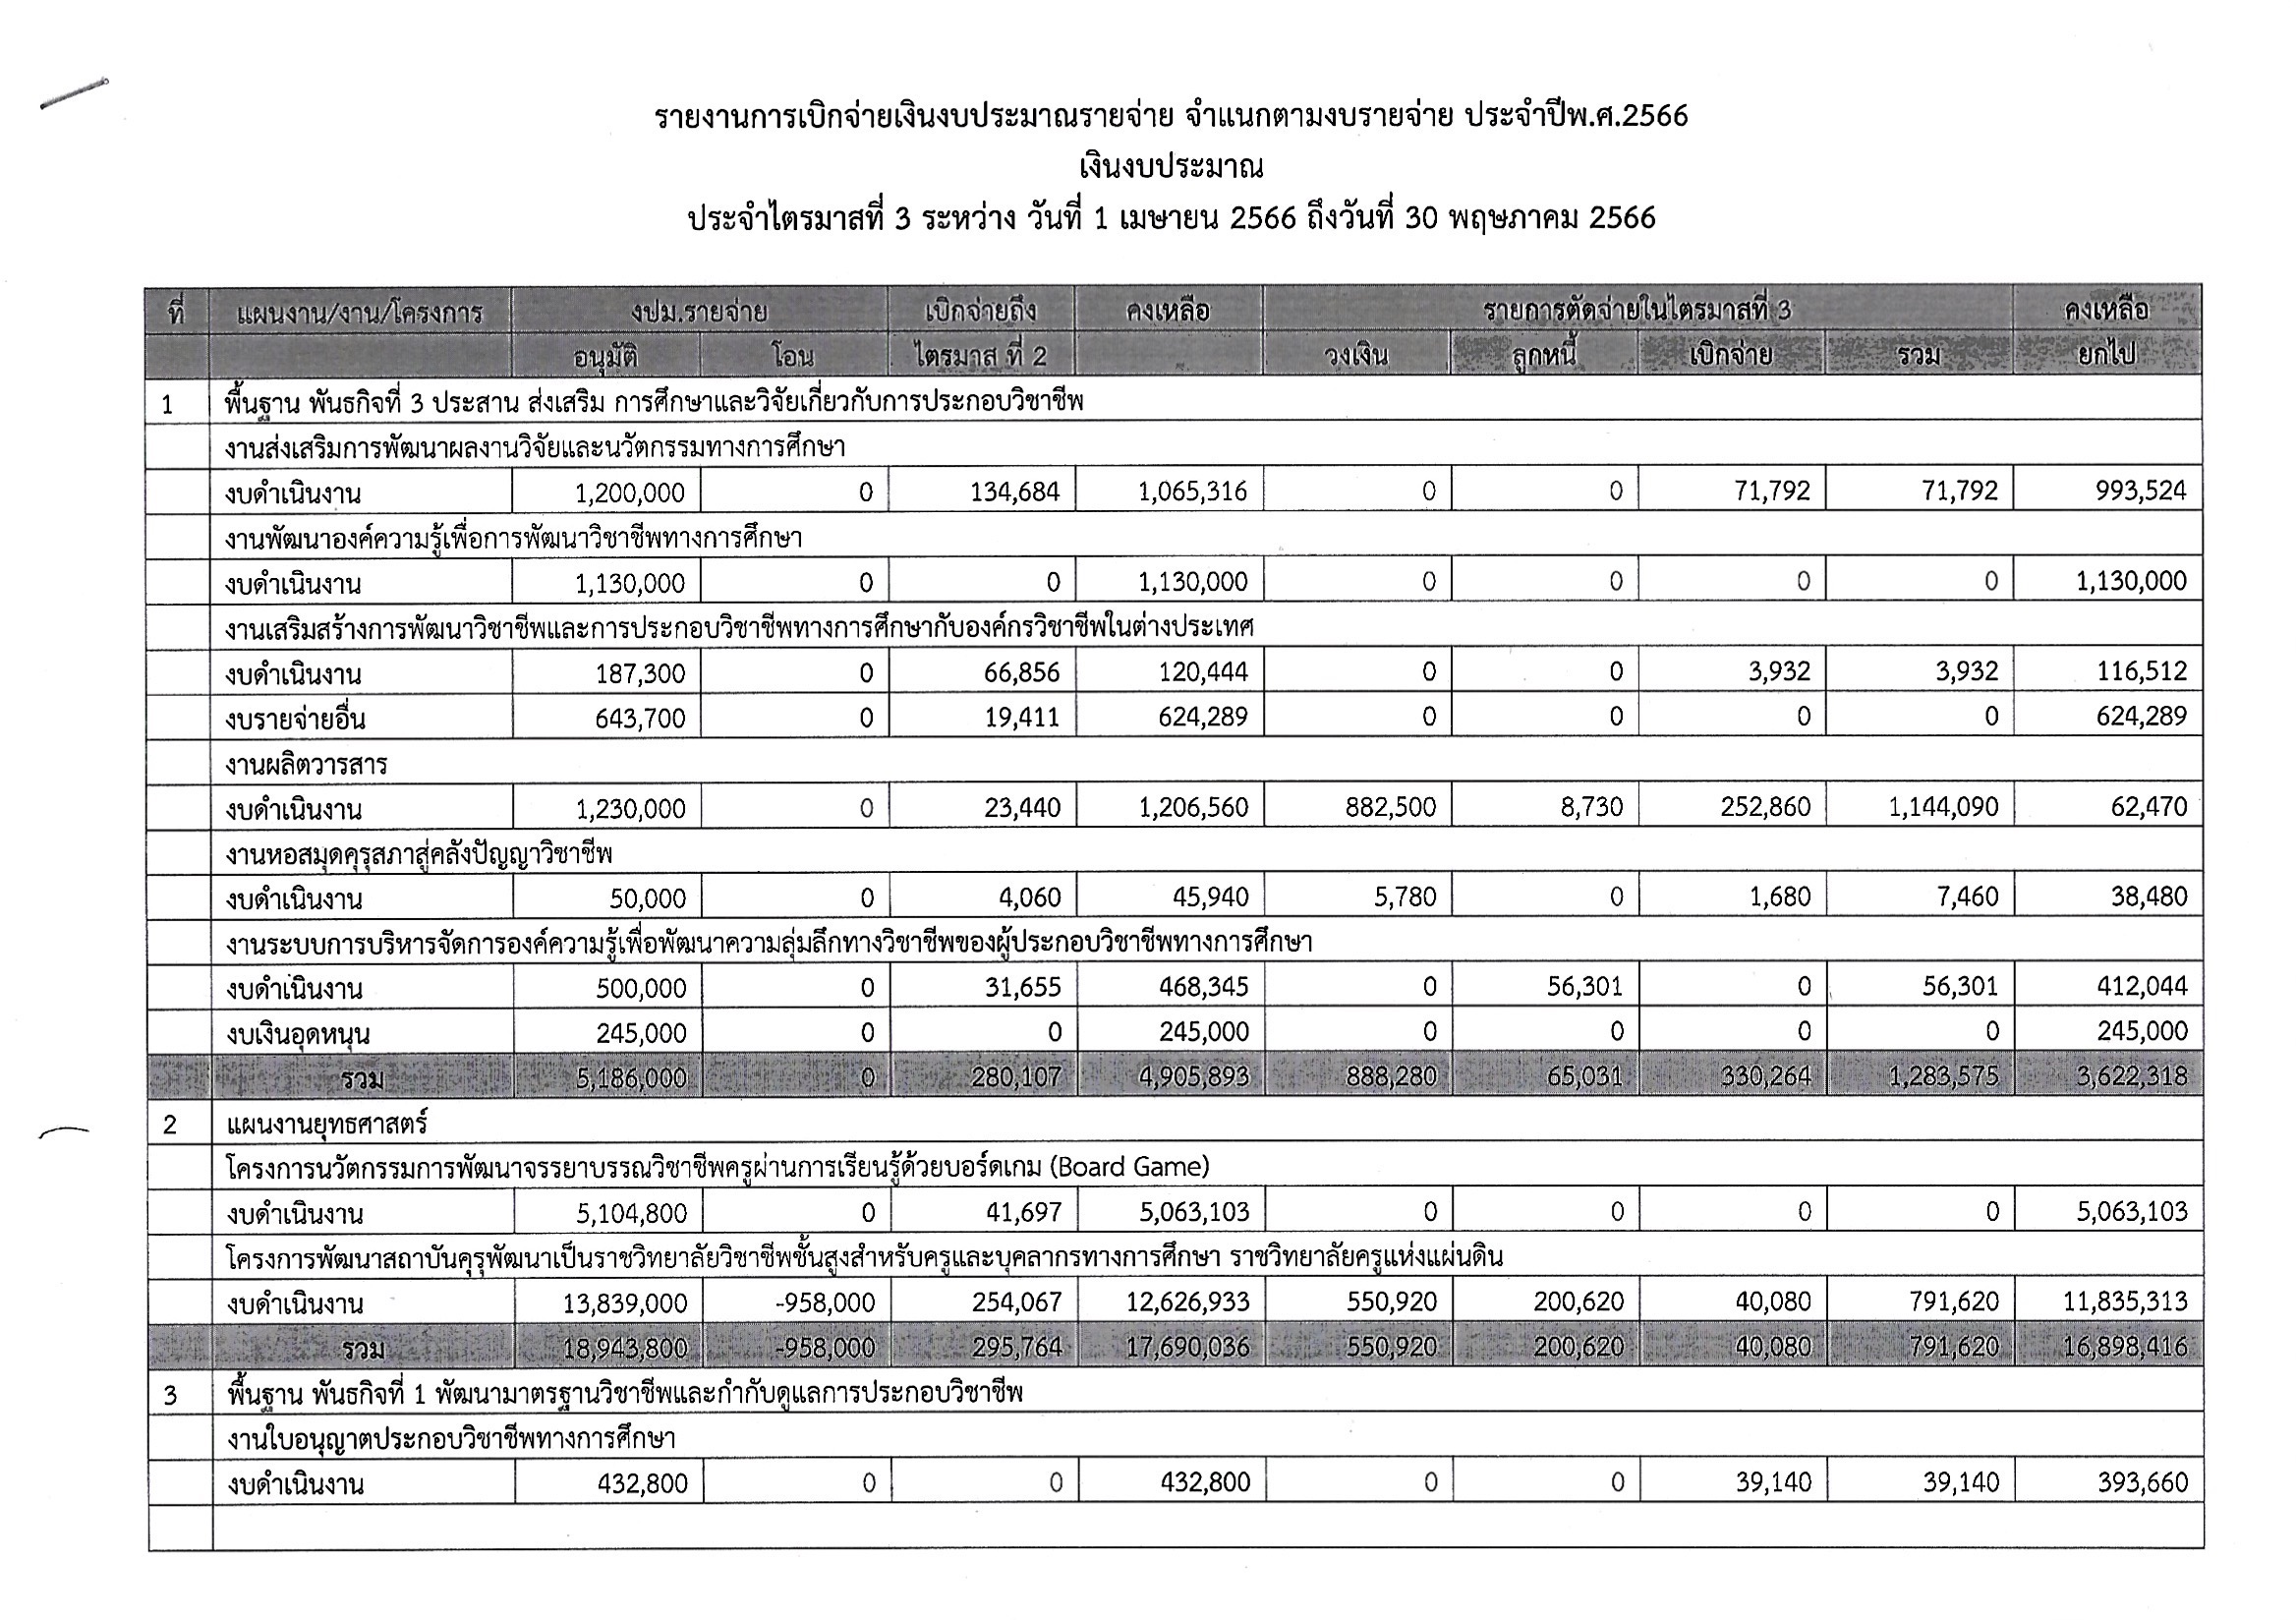 รายงานการเบิกจ่ายเงินงบประมาณรายจ่าย จำแนกตามงบรายจ่าย ประจำปีพ.ศ.2566
เงินงบประมาณ
ประจำไตรมาสที่ 3 ระหว่าง วันที่ 1 เมษายน 2566 ถึงวันที่ 30 พฤษภาคม 2566
ที่ แผนงาน/งาน/โครงการ งปม.รายจ่าย เบิกจ่ายถึง คงเหลือ รายการตัดจ่ายในไตรมาสที่ 3 คงเหลือ
อนุมัติ โอน ไตรมาส ที่ 2 วงเงิน ลูกหนี้ เบิกจ่าย รวม ยกไป
1 พื้นฐาน พันธกิจที่ 3 ประสาน ส่งเสริม การศึกษาและวิจัยเกี่ยวกับการประกอบวิชาชีพ
งานส่งเสริมการพัฒนาผลงานวิจัยและนวัตกรรมทางการศึกษา
งบดำเนินงาน 1,200,000 0 134,684 1,065,316 0 0 71,792 71,792 993,524
งานพัฒนาองค์ความรู้เพื่อการพัฒนาวิชาชีพทางการศึกษา
งบดำเนินงาน 1,130,000 0 0 1,130,000 0 0 0 0 1,130,000
งานเสริมสร้างการพัฒนาวิชาชีพและการประกอบวิชาชีพทางการศึกษากับองค์กรวิชาชีพในต่างประเทศ
งบดำเนินงาน 187,300 0 66,856 120,444 0 0 3,932 3,932 116,512
งบรายจ่ายอื่น 643,700 0 19,411 624,289 0 0 0 0 624,289
งานผลิตวารสาร
งบดำเนินงาน 1,230,000 0 23,440 1,206,560 882,500 8,730 252,860 1,144,090 62,470
งานหอสมุดคุรุสภาสู่คลังปัญญาวิชาชีพ
งบดำเนินงาน 50,000 0 4,060 45,940 5,780 0 1,680 7,460 38,480
งานระบบการบริหารจัดการองค์ความรู้เพื่อพัฒนาความลุ่มลึกทางวิชาชีพของผู้ประกอบวิชาชีพทางการศึกษา
งบดำเนินงาน 500,000 0 31,655 468,345 0 56,301 0 56,301 412,044
งบเงินอุดหนุน 245,000 0 0 245,000 0 0 0 0 245,000
รวม 5,186,000 0 280,107 4,905,893 888,280 65,031 330,264 1,283,575 3,622,318
2 แผนงานยุทธศาสตร์
โครงการนวัตกรรมการพัฒนาจรรยาบรรณวิชาชีพครูผ่านการเรียนรู้ด้วยบอร์ดเกม (Board Game)
งบดำเนินงาน 5,104,800 0 41,697 5,063,103 0 0 0 0 5,063,103
โครงการพัฒนาสถาบันคุรุพัฒนาเป็นราชวิทยาลัยวิชาชีพชั้นสูงสำหรับครูและบุคลากรทางการศึกษา ราชวิทยาลัยครูแห่งแผ่นดิน
งบดำเนินงาน 13,839,000 -958,000 254,067 12,626,933 550,920 200,620 40,080 791,620 11,835,313
รวม 18,943,800 -958,000 295,764 17,690,036 550,920 200,620 40,080 791,620 16,898,416
3 พื้นฐาน พันธกิจที่ 1 พัฒนามาตรฐานวิชาชีพและกำกับดูแลการประกอบวิชาชีพ
งานใบอนุญาตประกอบวิชาชีพทางการศึกษา
งบดำเนินงาน 432,800 0 0 432,800 0 0 39,140 39,140 393,660